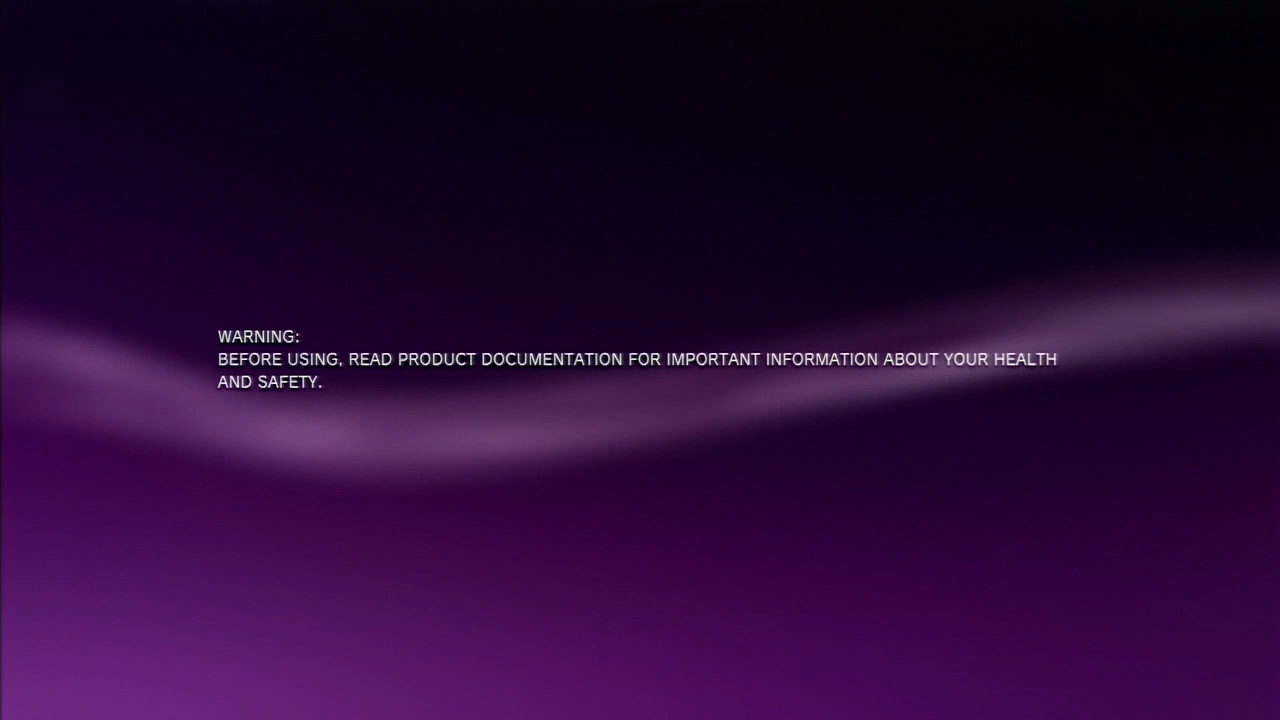 WARNING:
BEFORE USING, READ PRODUCT DOCUMENTATION FOR IMPORTANT INFORMATION ABOUT YOUR HEALTH
AND SAFETY.